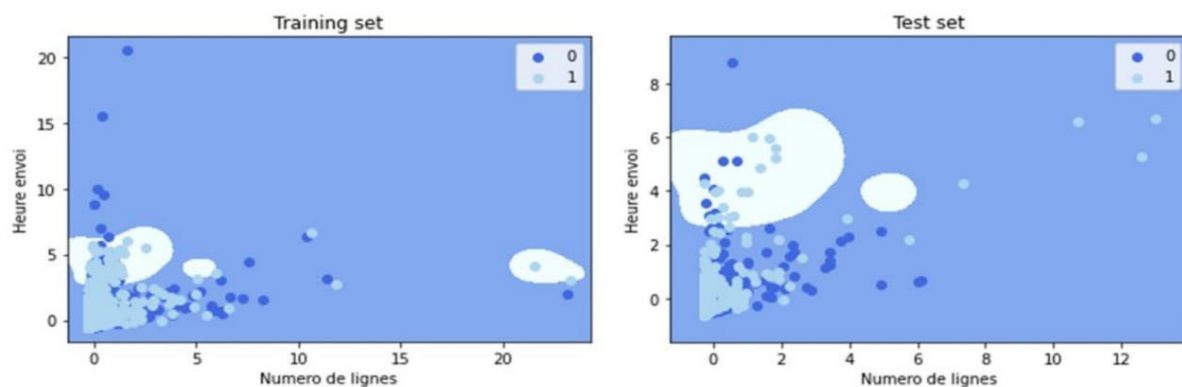 Training set
0
1
20
15
10
5
0
Heure envoi
0 5 10 15 20
Numero de lignes
Test set
0
1
8
6
4
2
0
Heure envoi
0 2 4 6 8 10 12
Numero de lignes